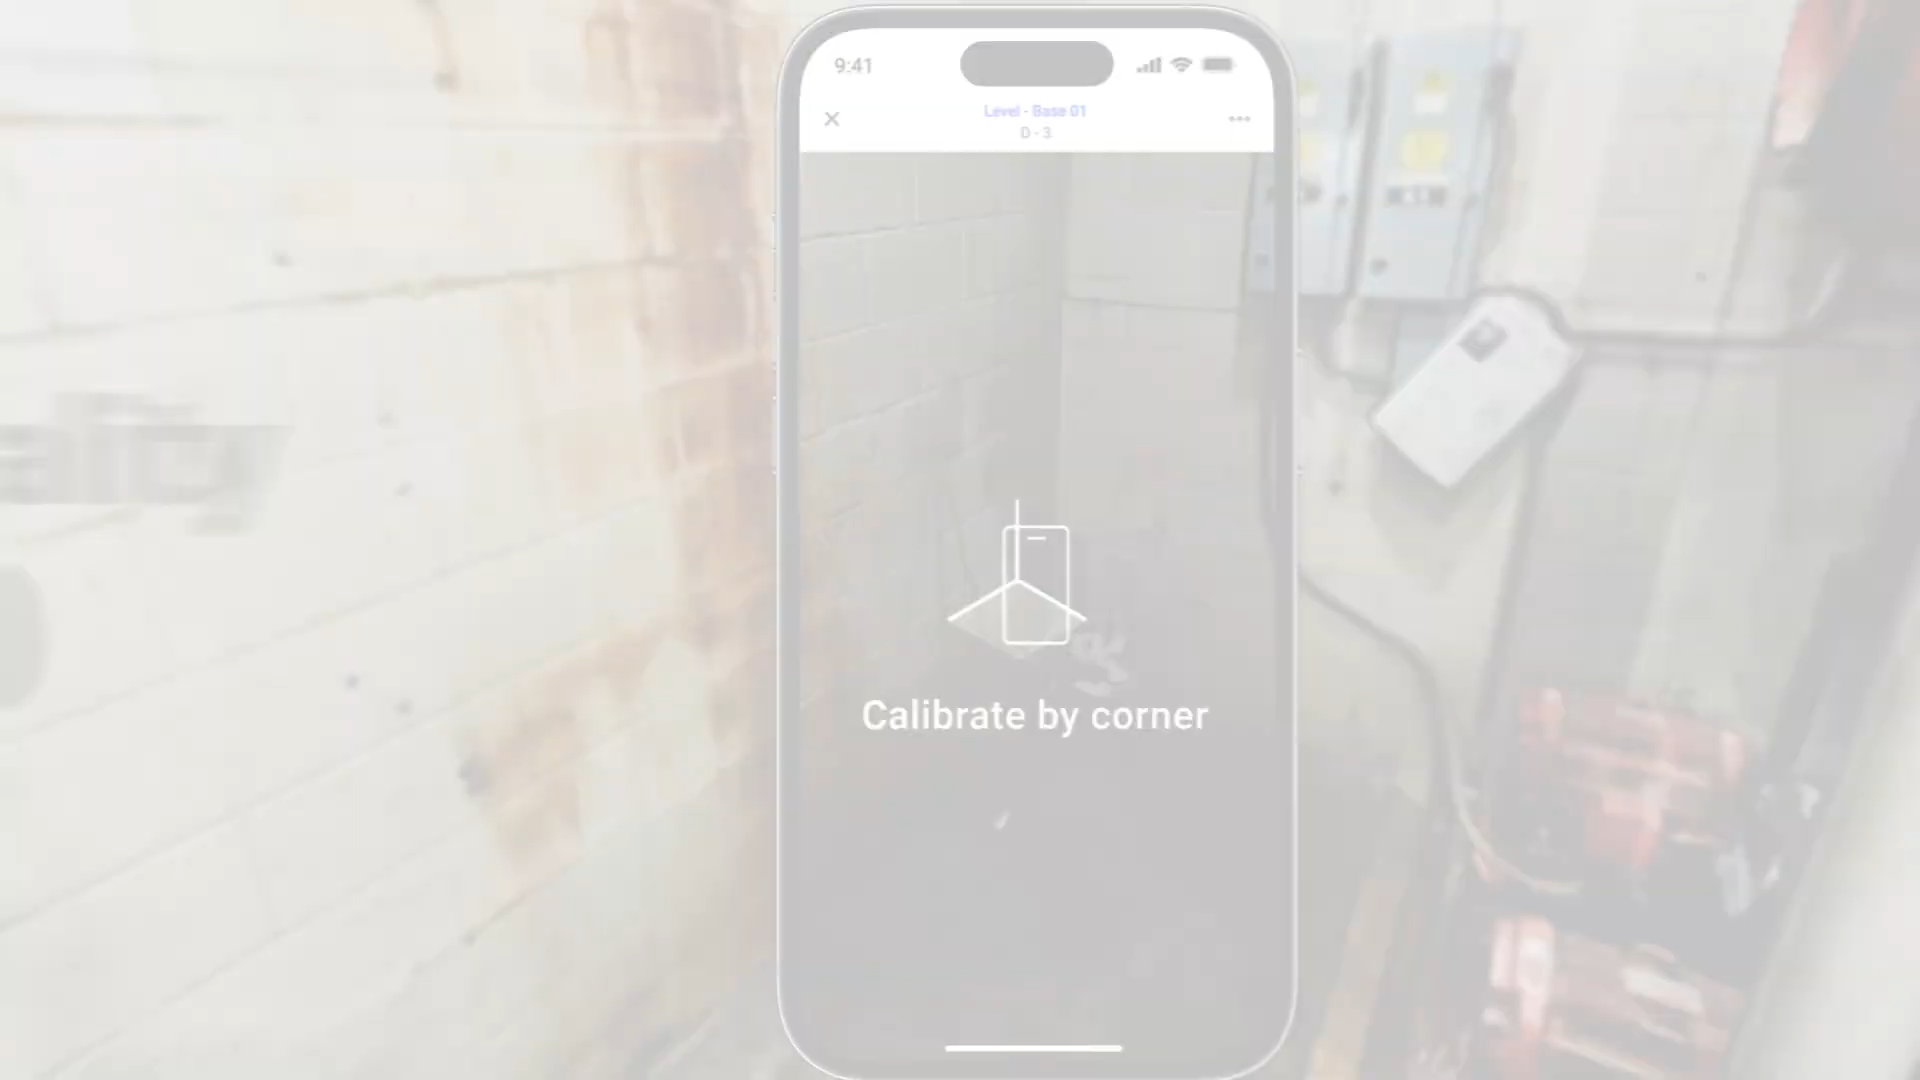 9:41
Level - Base 01
D - 3
Calibrate by corner